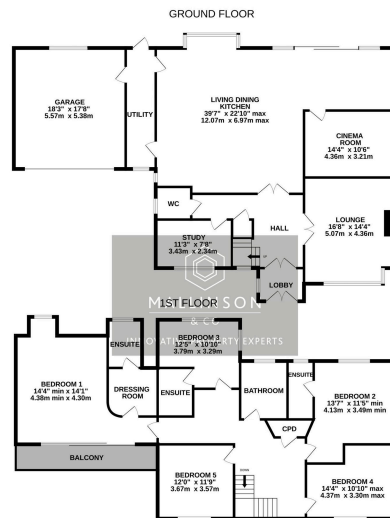 GROUND FLOOR
GARAGE
18'3" x 17'8"
5.57m x 5.38m
UTILITY
LIVING DINING
KITCHEN
39'7" x 22'10" max
12.07m x 6.97m max
CINEMA
ROOM
14'4" x 10'6"
4.36m x 3.21m
WC
STUDY
11'3" x 7'8"
3.43m x 2.34m
UP
HALL
LOUNGE
16'8" x 14'4"
5.07m x 4.36m
LOBBY
1ST FLOOR
& CO
ENSUITE
BEDROOM 3
12'5" x 10'10"
3.79m x 3.29m
BEDROOM 1
14'4" min x 14'1"
4.38m min x 4.30m
DRESSING
ROOM
ENSUITE
BATHROOM
ENSUITE
BEDROOM 2
13'7" x 11'5" min
4.13m x 3.49m min
CPD
BALCONY
BEDROOM 5
12'0" x 11'9"
3.67m x 3.57m
DOWN
BEDROOM 4
14'4" x 10'10" max
4.37m x 3.30m max